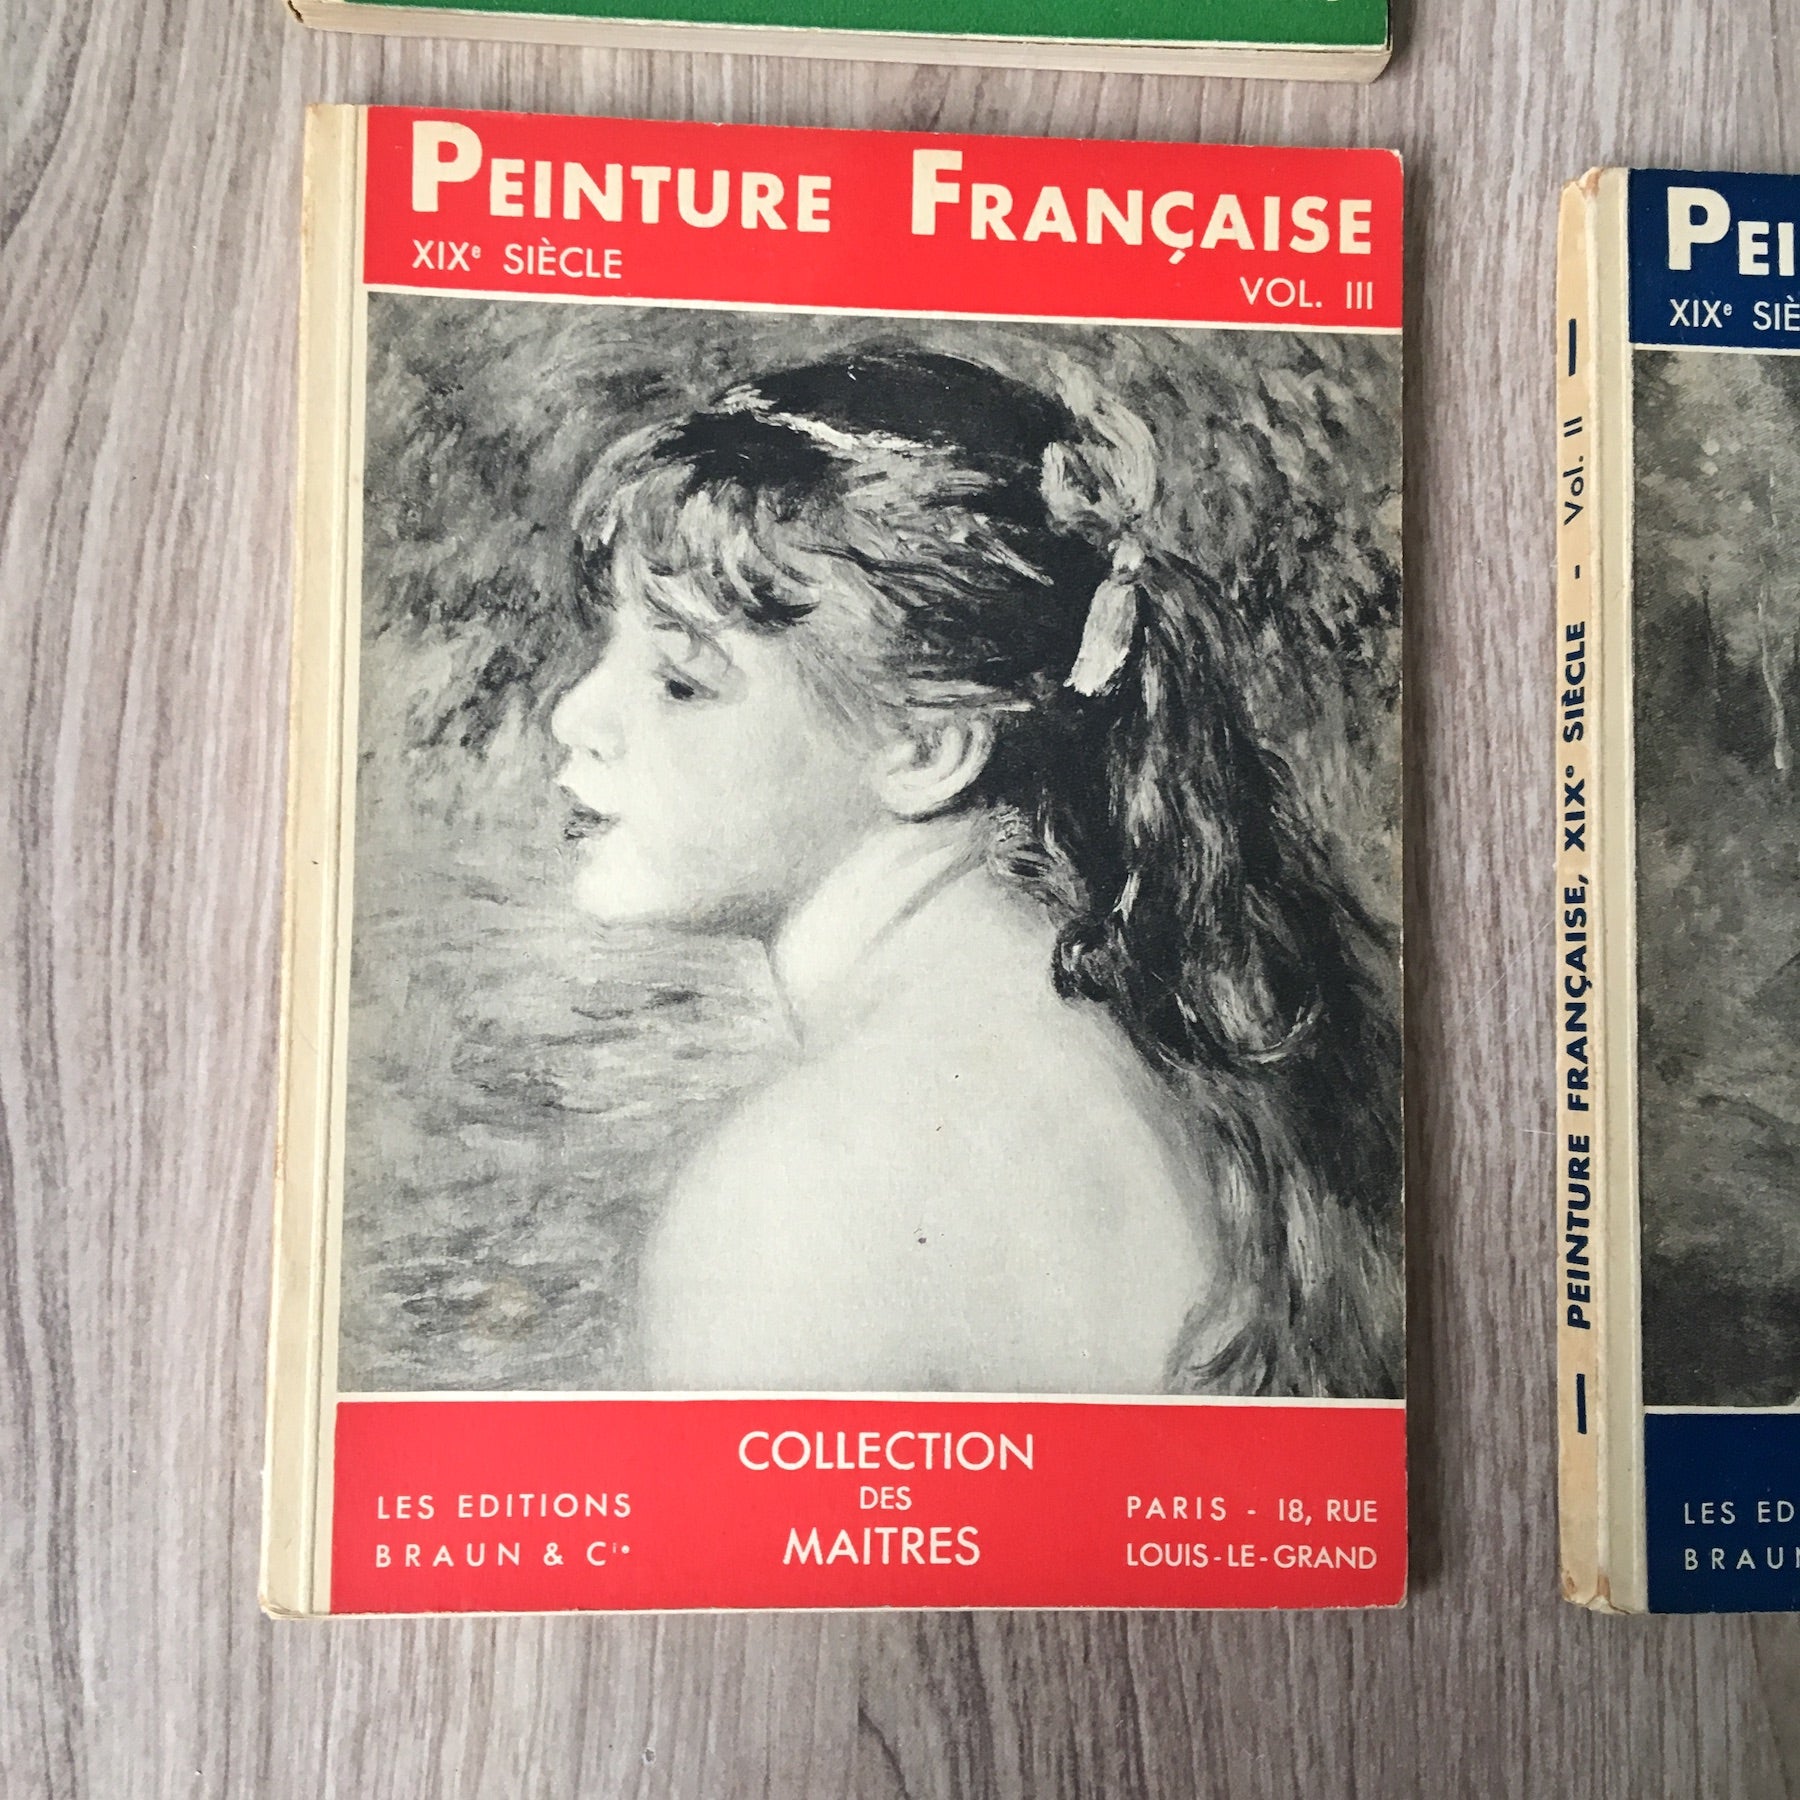 PEINTURE FRANÇAISE
XIXe SIÈCLE
VOL. III
COLLECTION
DES
MAITRES
LES EDITIONS
BRAUN & Cie
PARIS - 18, RUE
LOUIS-LE-GRAND
PEINTURE FRANÇAISE, XIXe SIÈCLE - Vol. II
PEI
XIXe SIÈ
LES ED
BRAUN